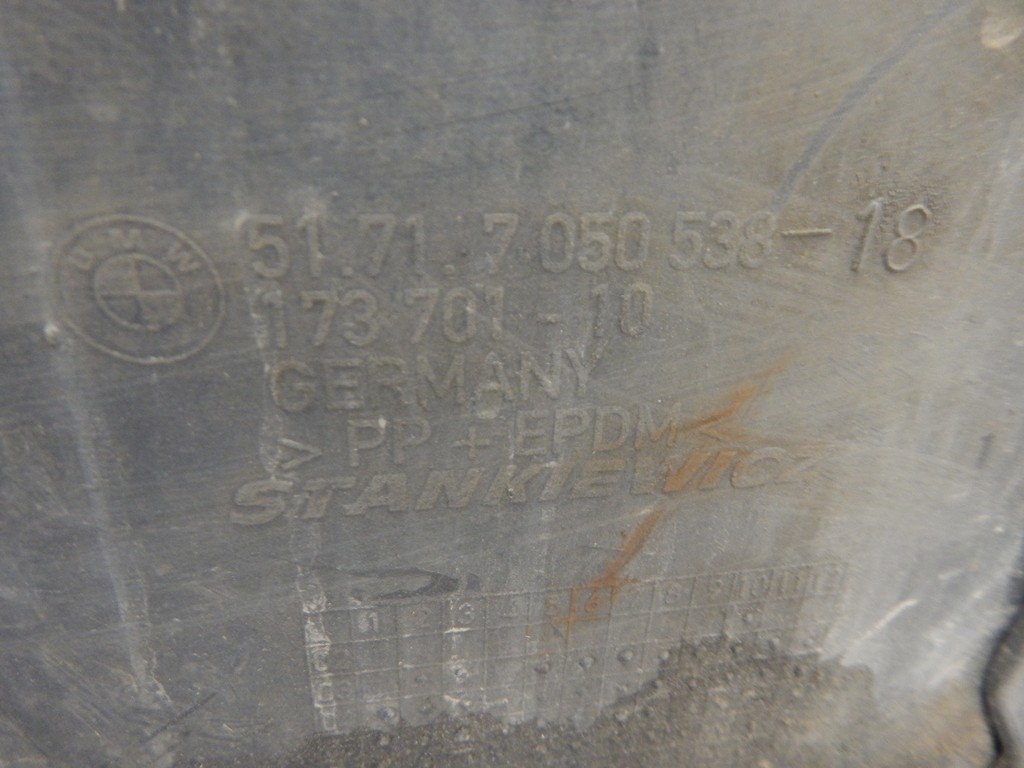 BMW
51.71.7 050 538-18
173 701 - 10
GERMANY
> PP + EPDM <
STANKIEWICZ
1 2 3 4 5 6 7 8 9 10 11 12